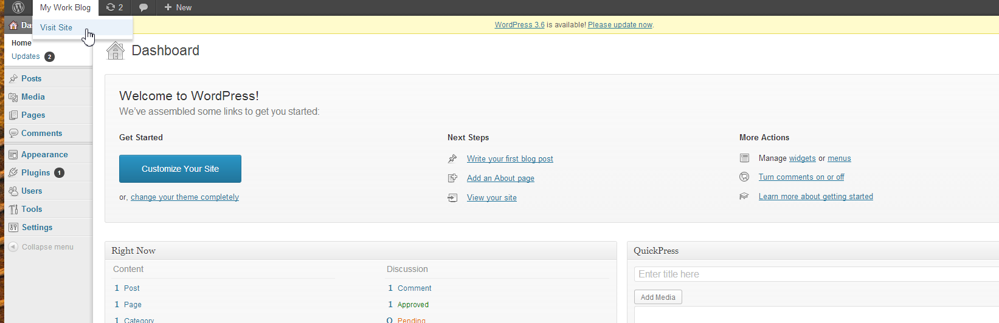 My Work Blog 2 + New
Visit Site
WordPress 3.6 is available! Please update now.
Home
Updates 2
Posts
Media
Pages
Comments
Appearance
Plugins 1
Users
Tools
Settings
Collapse menu
Dashboard
Welcome to WordPress!
We've assembled some links to get you started:
Get Started
Customize Your Site
or, change your theme completely
Next Steps
Write your first blog post
Add an About page
View your site
More Actions
Manage widgets or menus
Turn comments on or off
Learn more about getting started
Right Now
Content
1 Post
1 Page
1 Category
Discussion
1 Comment
1 Approved
0 Pending
QuickPress
Enter title here
Add Media